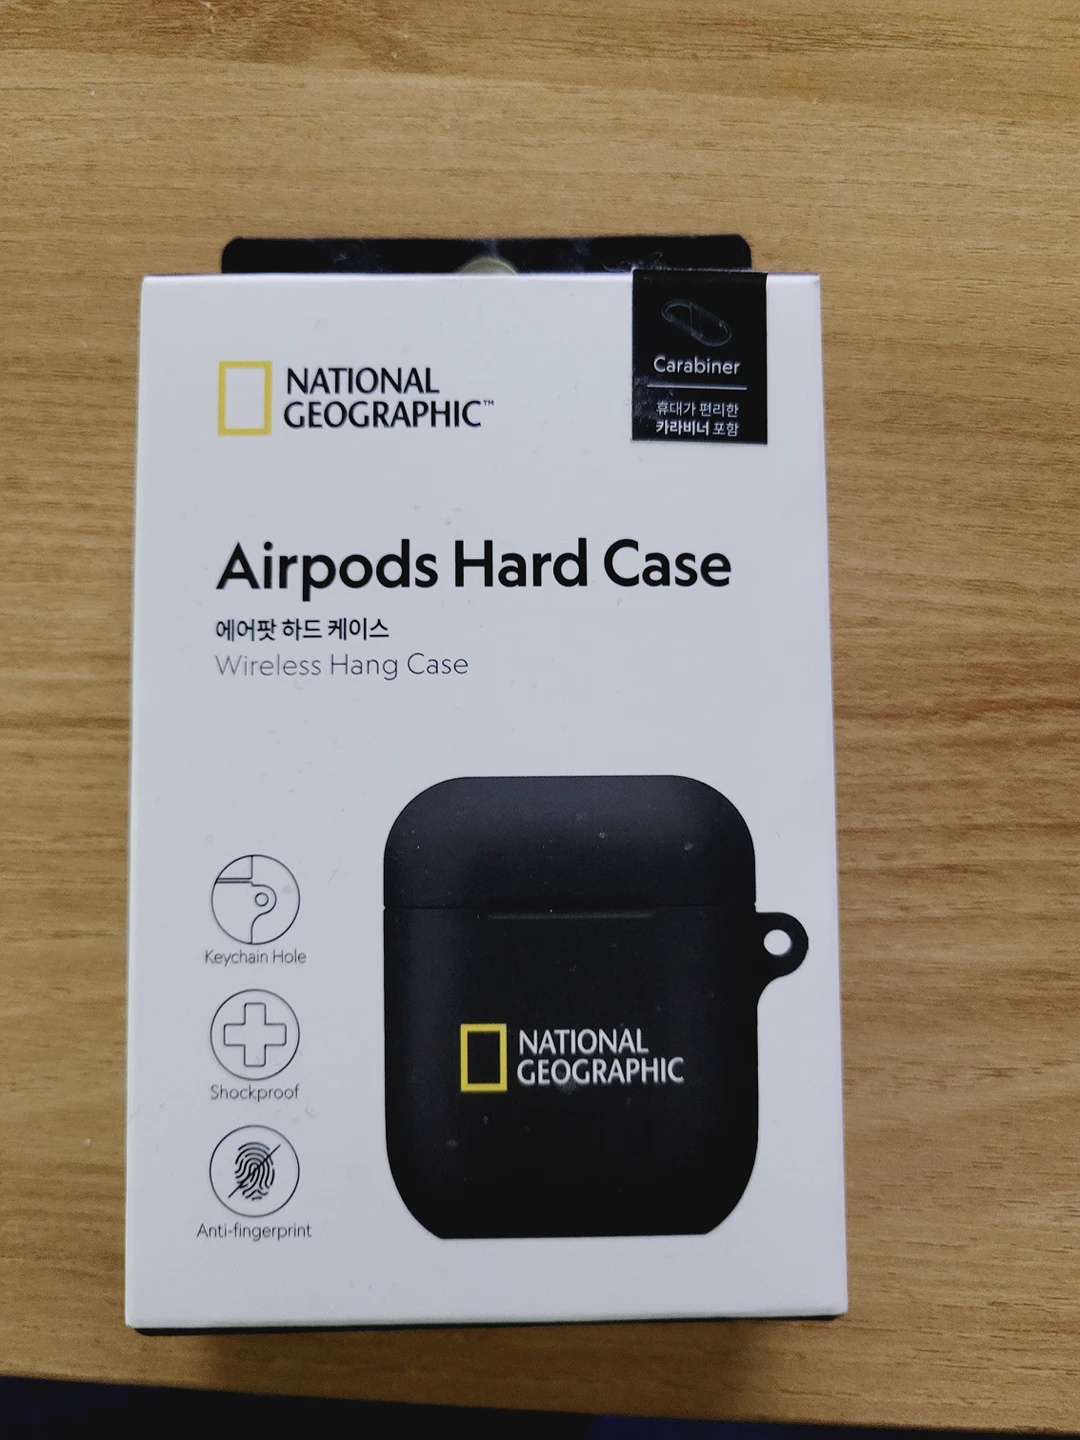 NATIONAL
GEOGRAPHIC™
Carabiner
휴대가 편리한
카라비너 포함
Airpods Hard Case
에어팟 하드 케이스
Wireless Hang Case
Keychain Hole
Shockproof
Anti-fingerprint
NATIONAL
GEOGRAPHIC